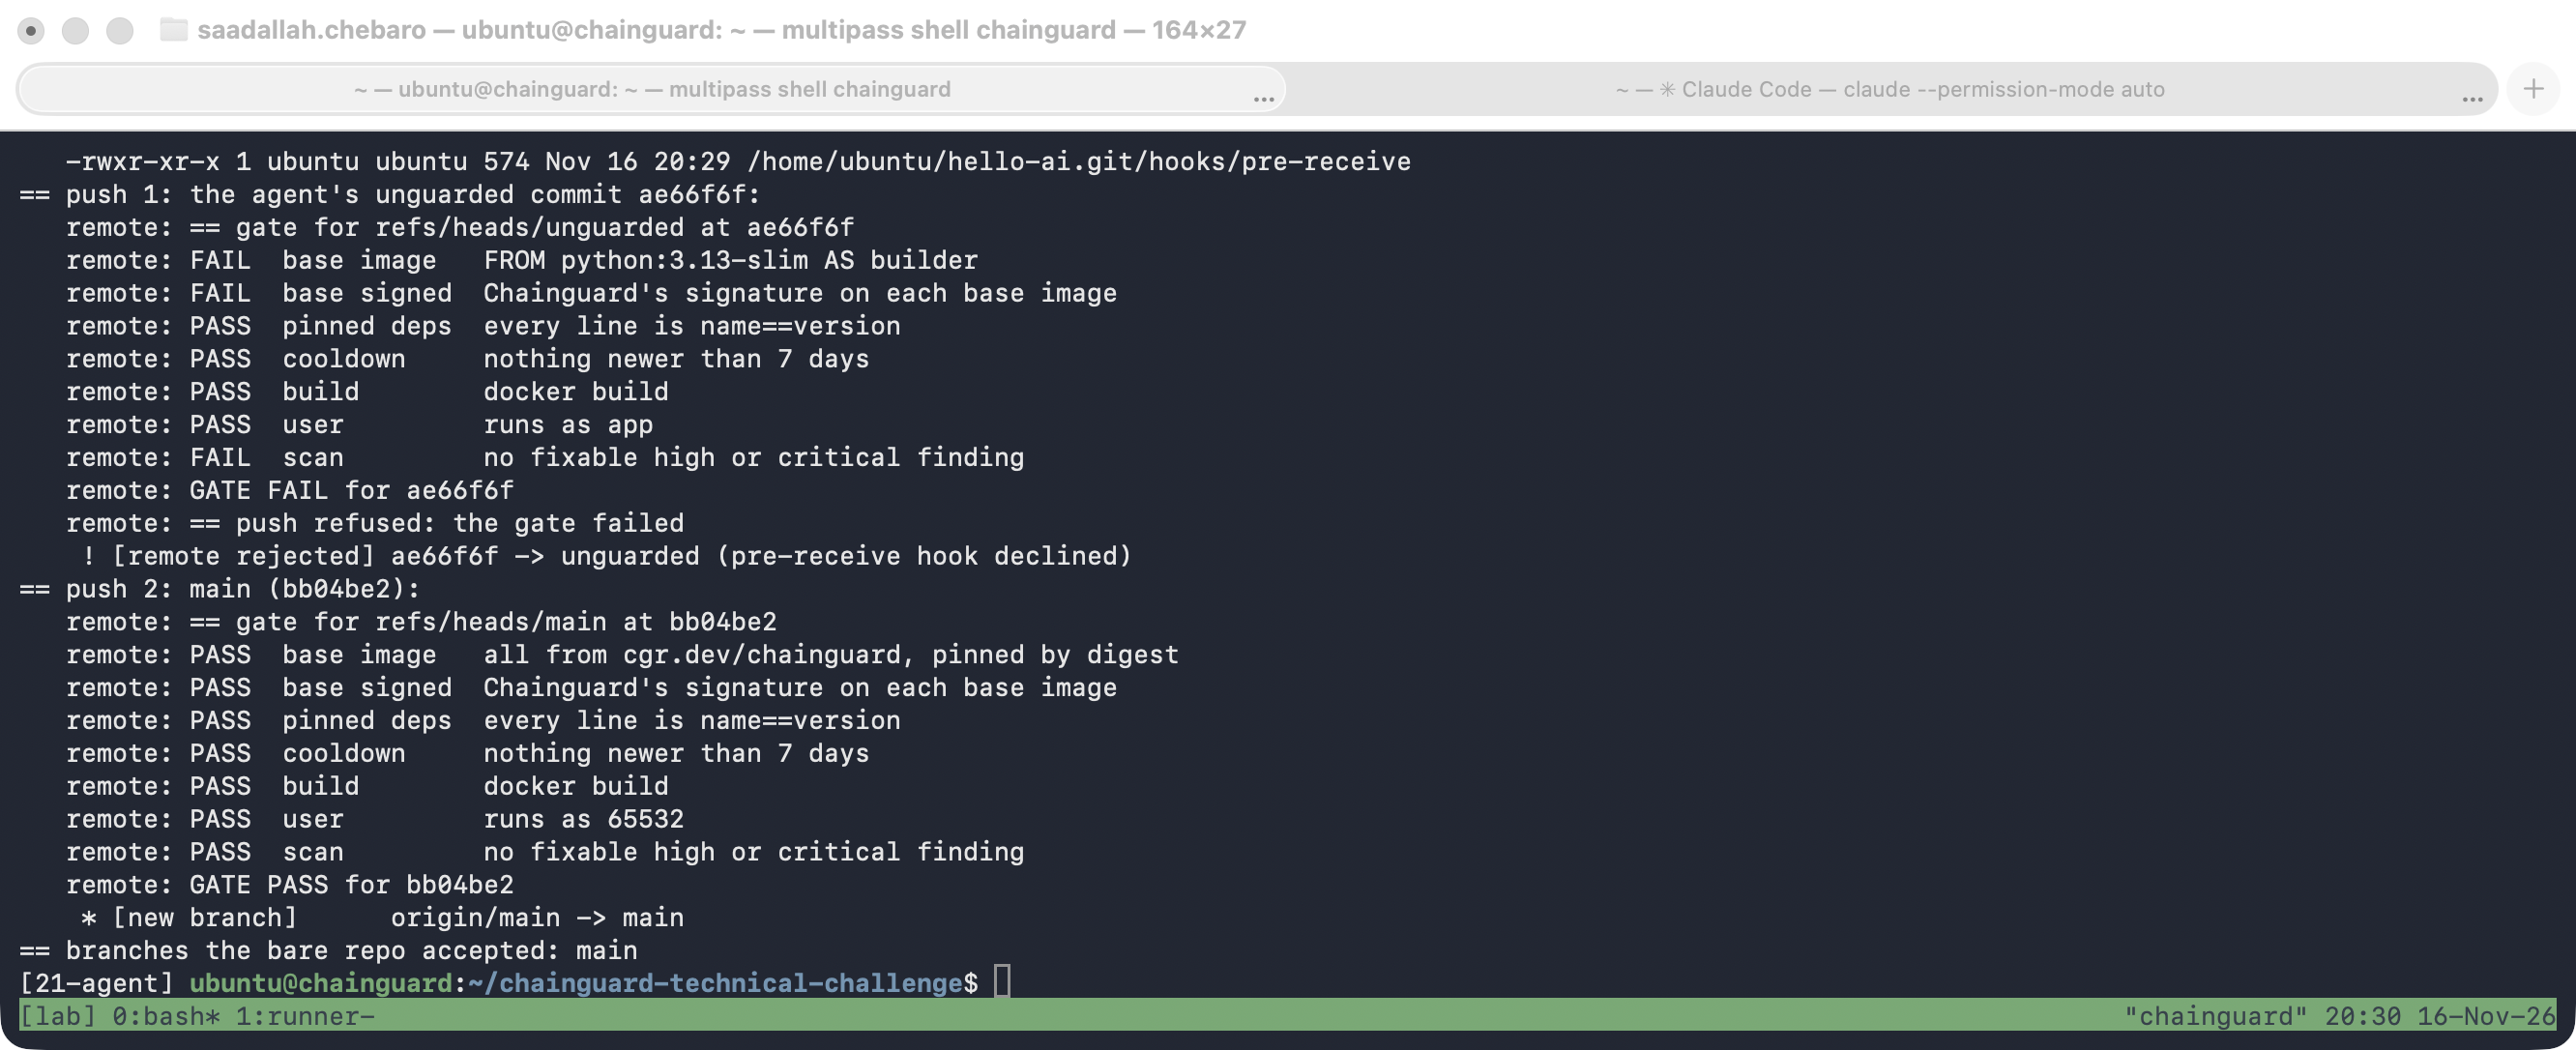 saadallah.chebaro — ubuntu@chainguard: ~ — multipass shell chainguard — 164×27
~ — ubuntu@chainguard: ~ — multipass shell chainguard ...
~ — ✳ Claude Code — claude --permission-mode auto ... +
-rwxr-xr-x 1 ubuntu ubuntu 574 Nov 16 20:29 /home/ubuntu/hello-ai.git/hooks/pre-receive
== push 1: the agent's unguarded commit ae66f6f:
remote: == gate for refs/heads/unguarded at ae66f6f
remote: FAIL  base image   FROM python:3.13-slim AS builder
remote: FAIL  base signed  Chainguard's signature on each base image
remote: PASS  pinned deps  every line is name==version
remote: PASS  cooldown     nothing newer than 7 days
remote: PASS  build        docker build
remote: PASS  user         runs as app
remote: FAIL  scan         no fixable high or critical finding
remote: GATE FAIL for ae66f6f
remote: == push refused: the gate failed
! [remote rejected] ae66f6f -> unguarded (pre-receive hook declined)
== push 2: main (bb04be2):
remote: == gate for refs/heads/main at bb04be2
remote: PASS  base image   all from cgr.dev/chainguard, pinned by digest
remote: PASS  base signed  Chainguard's signature on each base image
remote: PASS  pinned deps  every line is name==version
remote: PASS  cooldown     nothing newer than 7 days
remote: PASS  build        docker build
remote: PASS  user         runs as 65532
remote: PASS  scan         no fixable high or critical finding
remote: GATE PASS for bb04be2
* [new branch]      origin/main -> main
== branches the bare repo accepted: main
[21-agent] ubuntu@chainguard:~/chainguard-technical-challenge$
[lab] 0:bash* 1:runner- "chainguard" 20:30 16-Nov-26